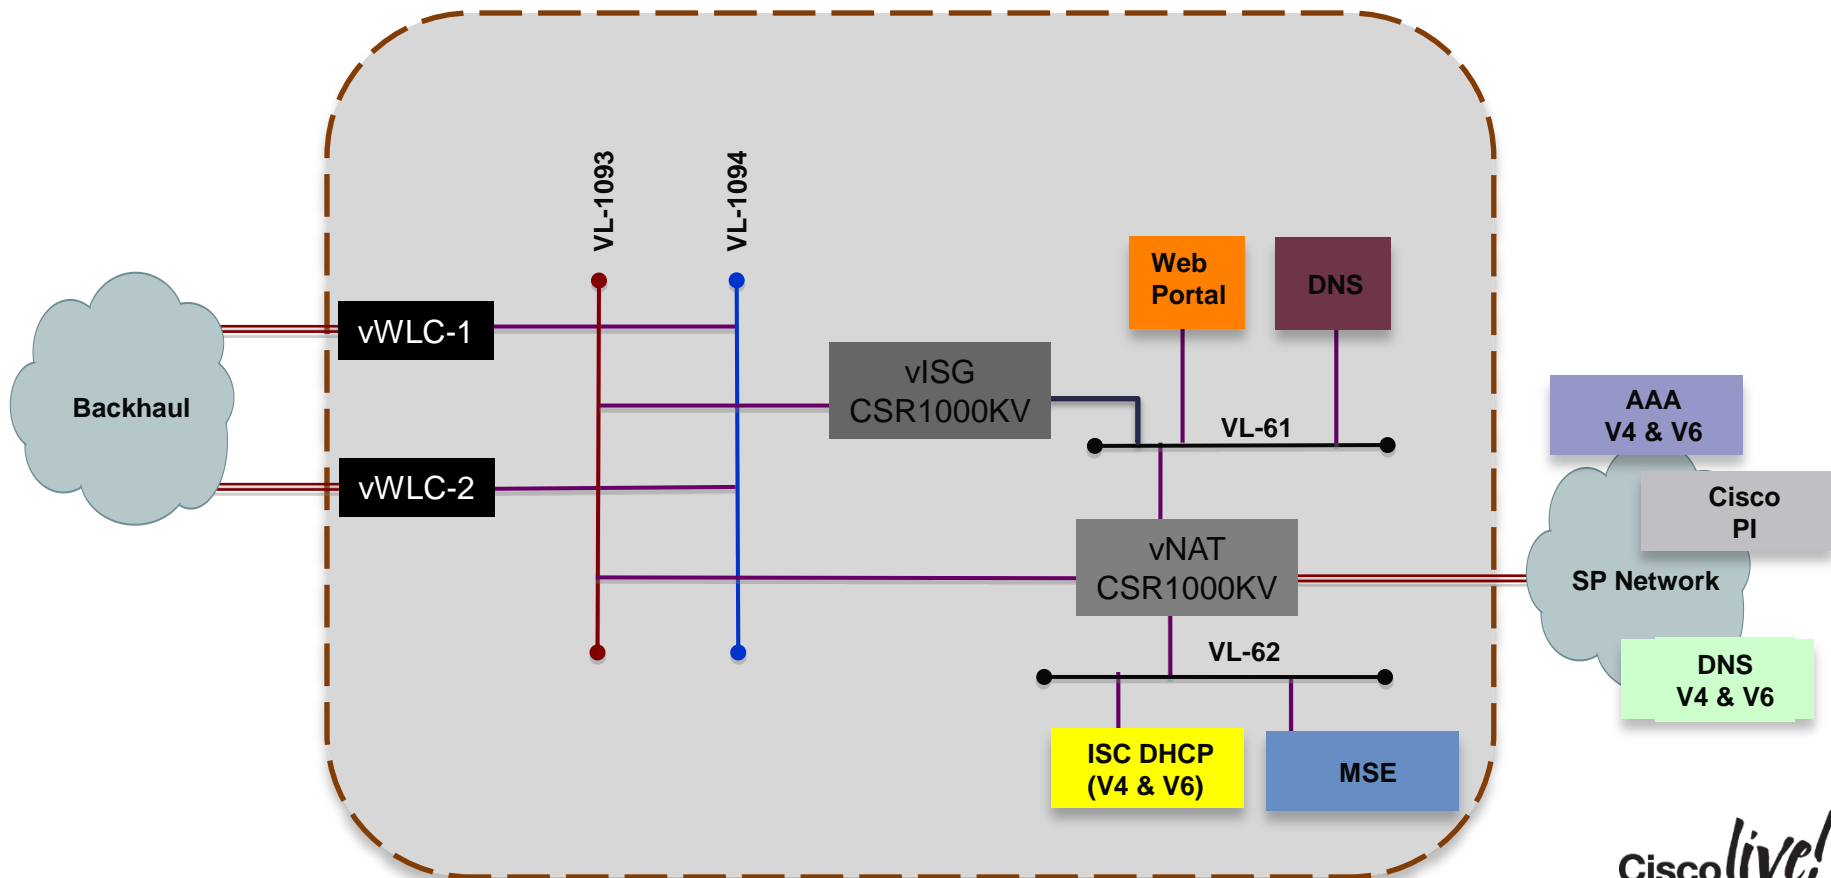 VL-1093
VL-1094
Backhaul
vWLC-1
vWLC-2
vISG
CSR1000KV
Web
Portal
DNS
VL-61
vNAT
CSR1000KV
VL-62
ISC DHCP
(V4 & V6)
MSE
AAA
V4 & V6
Cisco
PI
SP Network
DNS
V4 & V6
Cisco live!